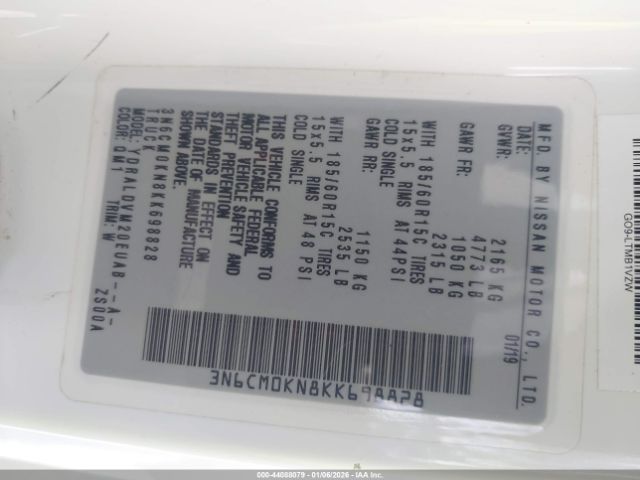 MFD. BY NISSAN MOTOR CO., LTD.
DATE: 01/19
GVWR: 2165 KG
4773 LB
GAWR FR: 1050 KG
2315 LB
WITH 185/60R15C TIRES
15x5.5 RIMS AT 44PSI
COLD SINGLE
GAWR RR: 1150 KG
2535 LB
WITH 185/60R15C TIRES
15x5.5 RIMS AT 48 PSI
COLD SINGLE
THIS VEHICLE CONFORMS TO
ALL APPLICABLE FEDERAL
MOTOR VEHICLE SAFETY AND
THEFT PREVENTION
STANDARDS IN EFFECT ON
THE DATE OF MANUFACTURE
SHOWN ABOVE.
3N6CM0KN8KK698828
TRUCK
MODEL: VDRALDVM20EUAB--A-
COLOR: QM1 TRIM: W 2S00A
3N6CM0KN8KK698828
GO9-LTMB1VZW
000-44088079 - 01/06/2026 - IAA Inc.